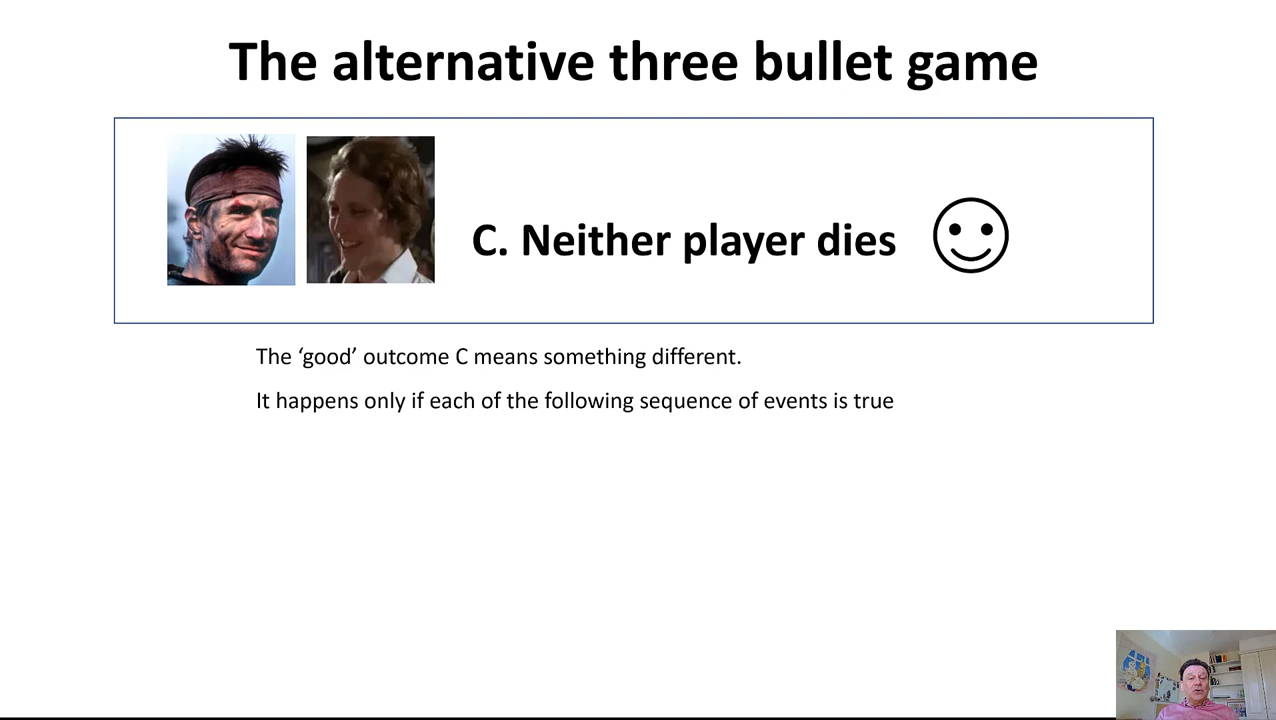 The alternative three bullet game
C. Neither player dies
The ‘good’ outcome C means something different.
It happens only if each of the following sequence of events is true